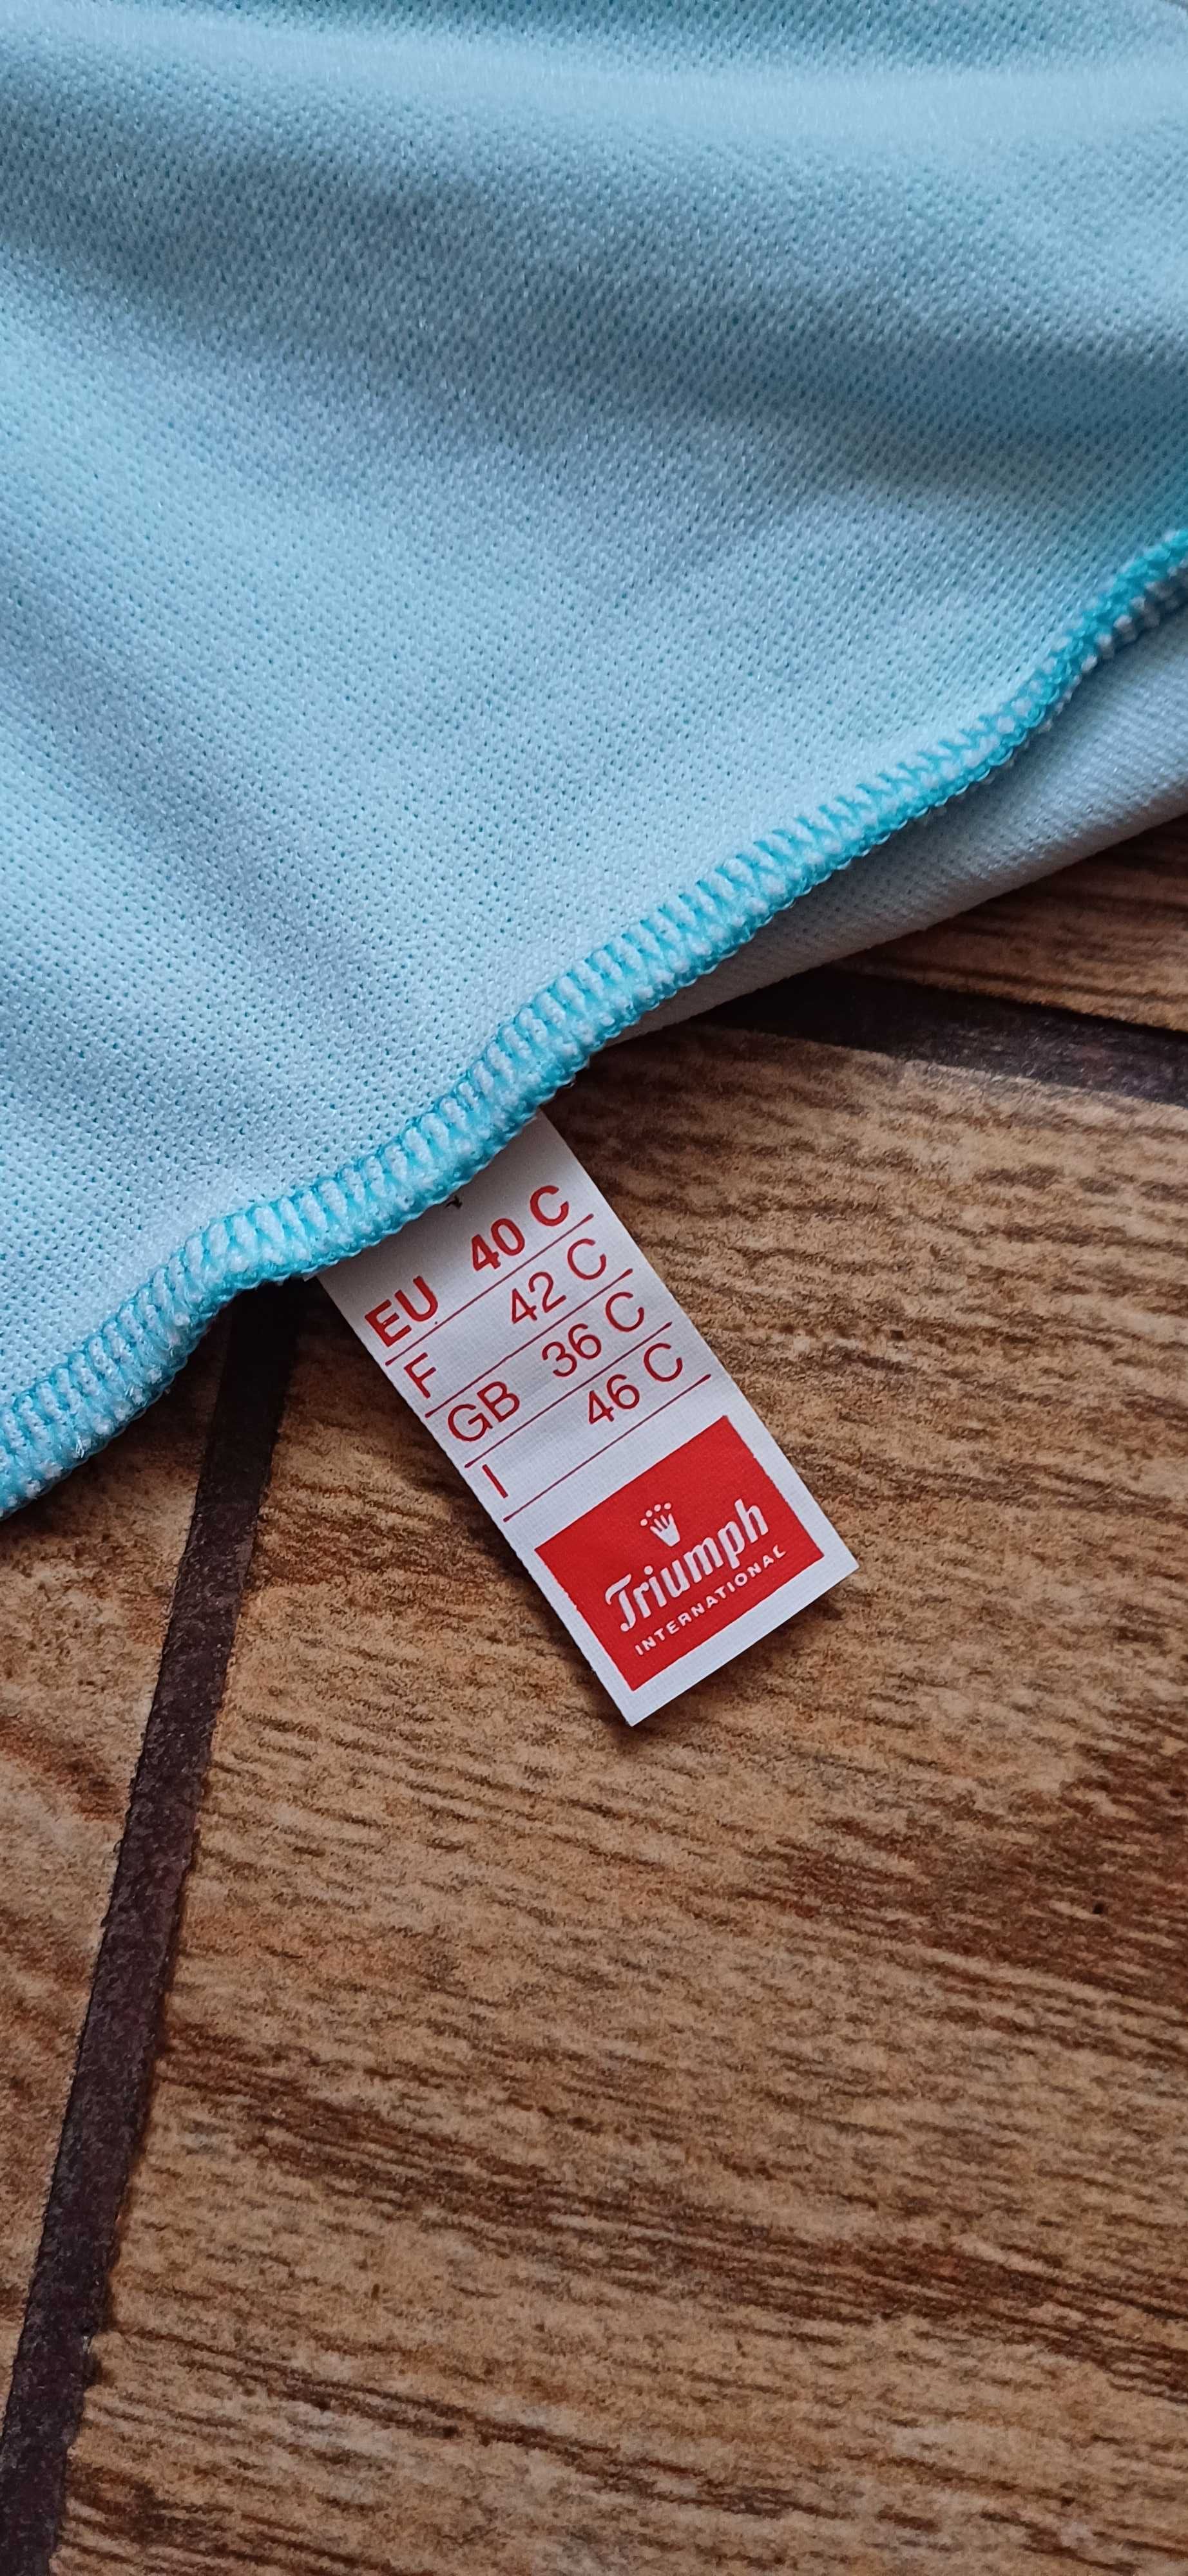 EU 40 C
F 42 C
GB 36 C
I 46 C
Triumph
INTERNATIONAL